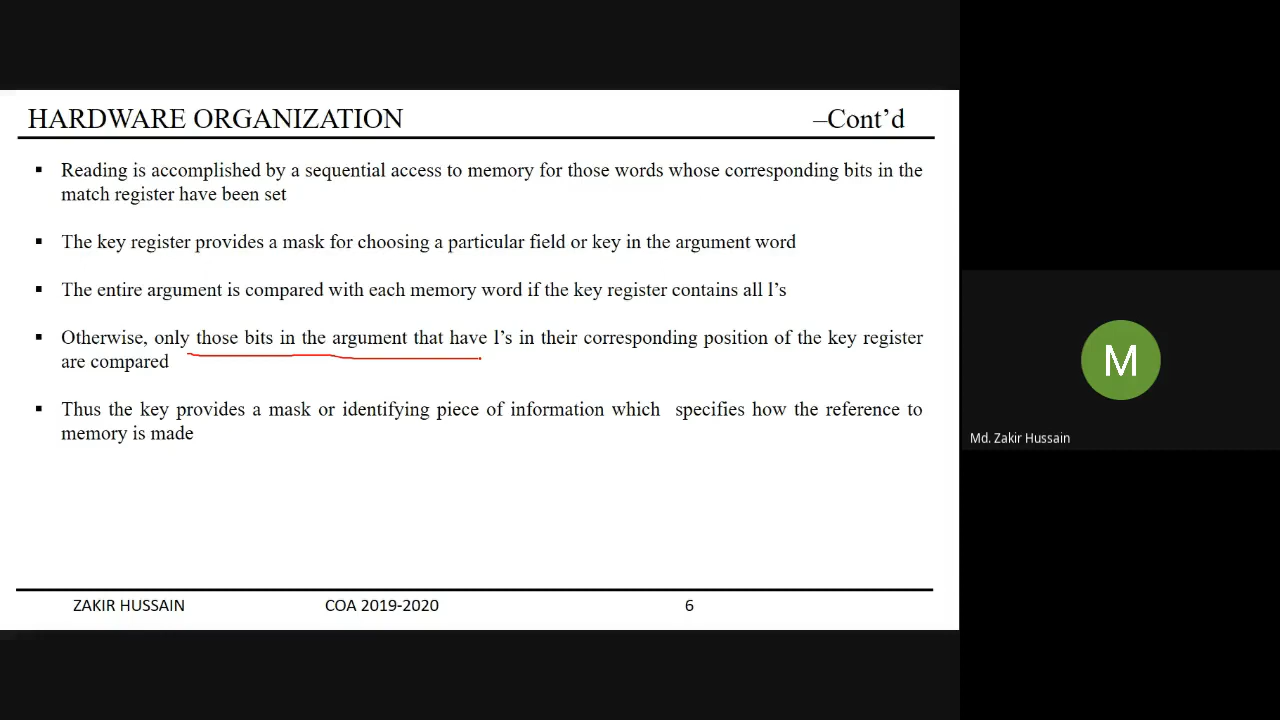 HARDWARE ORGANIZATION –Cont’d
▪ Reading is accomplished by a sequential access to memory for those words whose corresponding bits in the
match register have been set
▪ The key register provides a mask for choosing a particular field or key in the argument word
▪ The entire argument is compared with each memory word if the key register contains all l’s
▪ Otherwise, only those bits in the argument that have l’s in their corresponding position of the key register
are compared
▪ Thus the key provides a mask or identifying piece of information which specifies how the reference to
memory is made
ZAKIR HUSSAIN COA 2019-2020 6
M
Md. Zakir Hussain